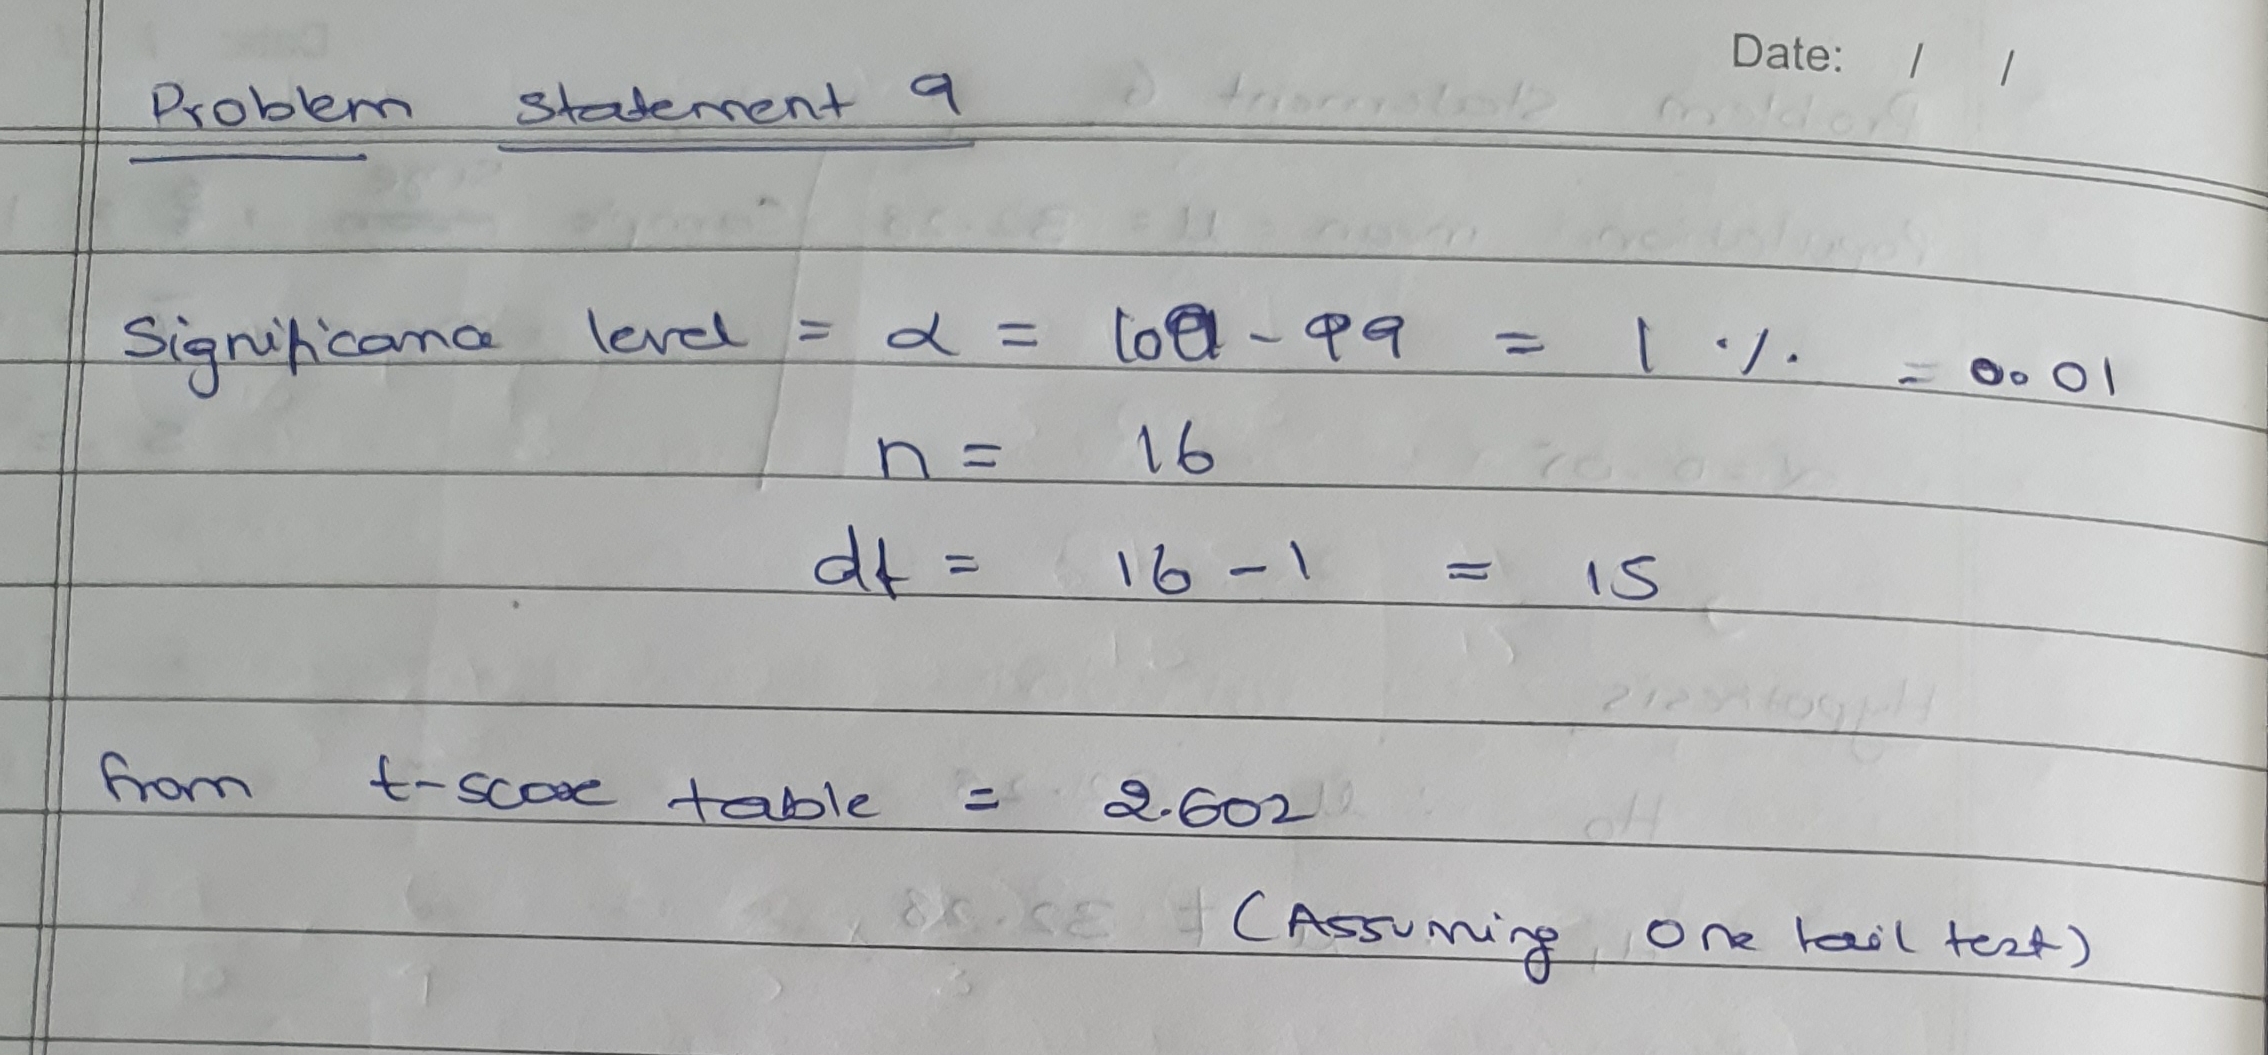 Date: / /
Problem Statement 9
Significance level = α = 100 - 99 = 1 % = 0.01
n = 16
df = 16 - 1 = 15
from t-score table = 2.602
(Assuming one tail test)